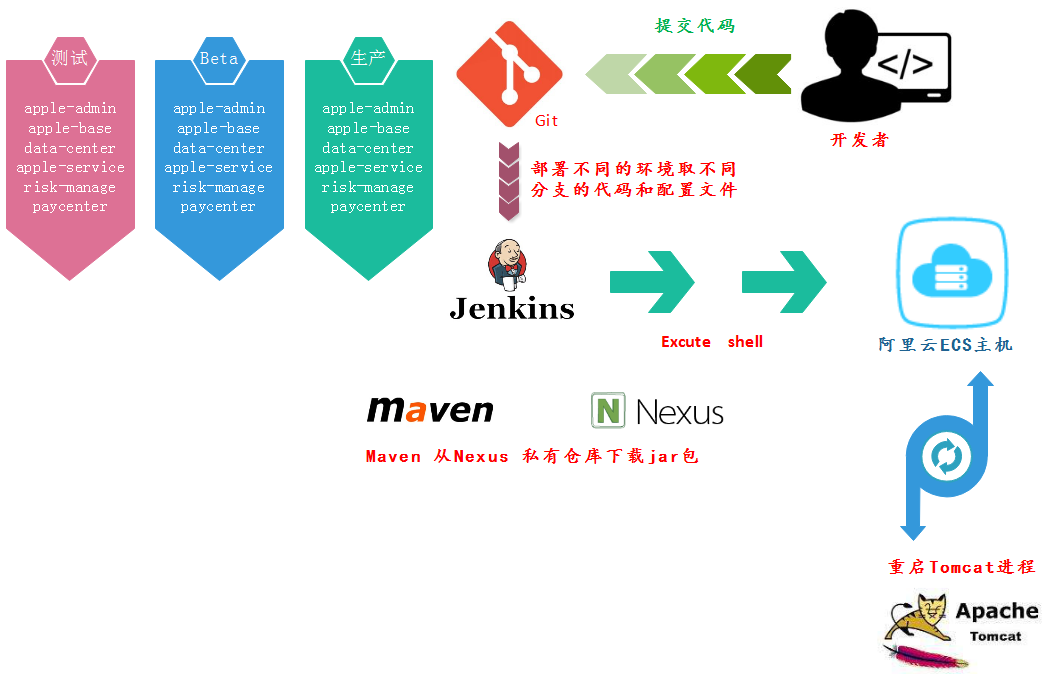 测试
apple-admin
apple-base
data-center
apple-service
risk-manage
paycenter
Beta
apple-admin
apple-base
data-center
apple-service
risk-manage
paycenter
生产
apple-admin
apple-base
data-center
apple-service
risk-manage
paycenter
Git
提交代码
</>
开发者
部署不同的环境取不同
分支的代码和配置文件
Jenkins
Excute shell
阿里云ECS主机
maven
N Nexus
Maven 从Nexus 私有仓库下载jar包
重启Tomcat进程
Apache
Tomcat